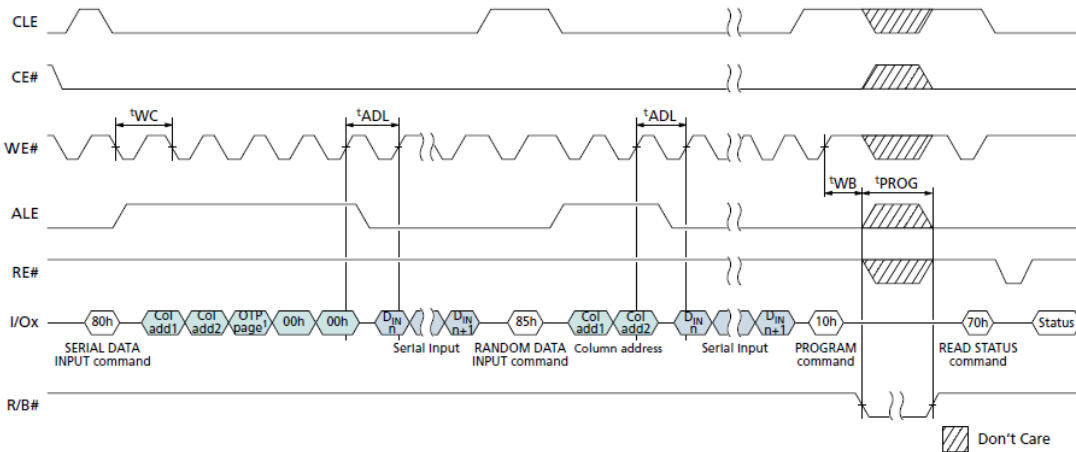 CLE
CE#
tWC
tADL
tADL
WE#
tWB
tPROG
ALE
RE#
I/Ox
80h
Col
add1
Col
add2
OTP
page1
00h
00h
DIN
n
DIN
n+1
85h
Col
add1
Col
add2
DIN
n
DIN
n+1
10h
70h
Status
SERIAL DATA
INPUT command
Serial Input
RANDOM DATA
INPUT command
Column address
Serial Input
PROGRAM
command
READ STATUS
command
R/B#
Don't Care